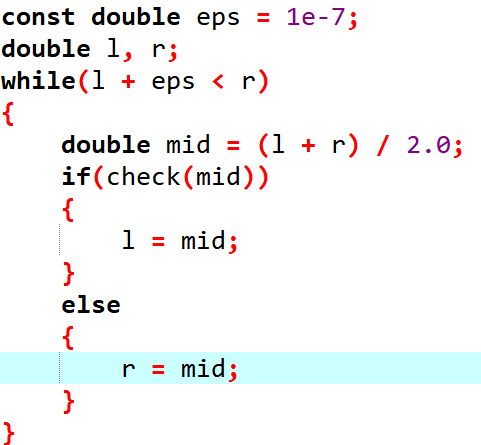 const double eps = 1e-7;
double l, r;
while(l + eps < r)
{
    double mid = (l + r) / 2.0;
    if(check(mid))
    {
        l = mid;
    }
    else
    {
        r = mid;
    }
}